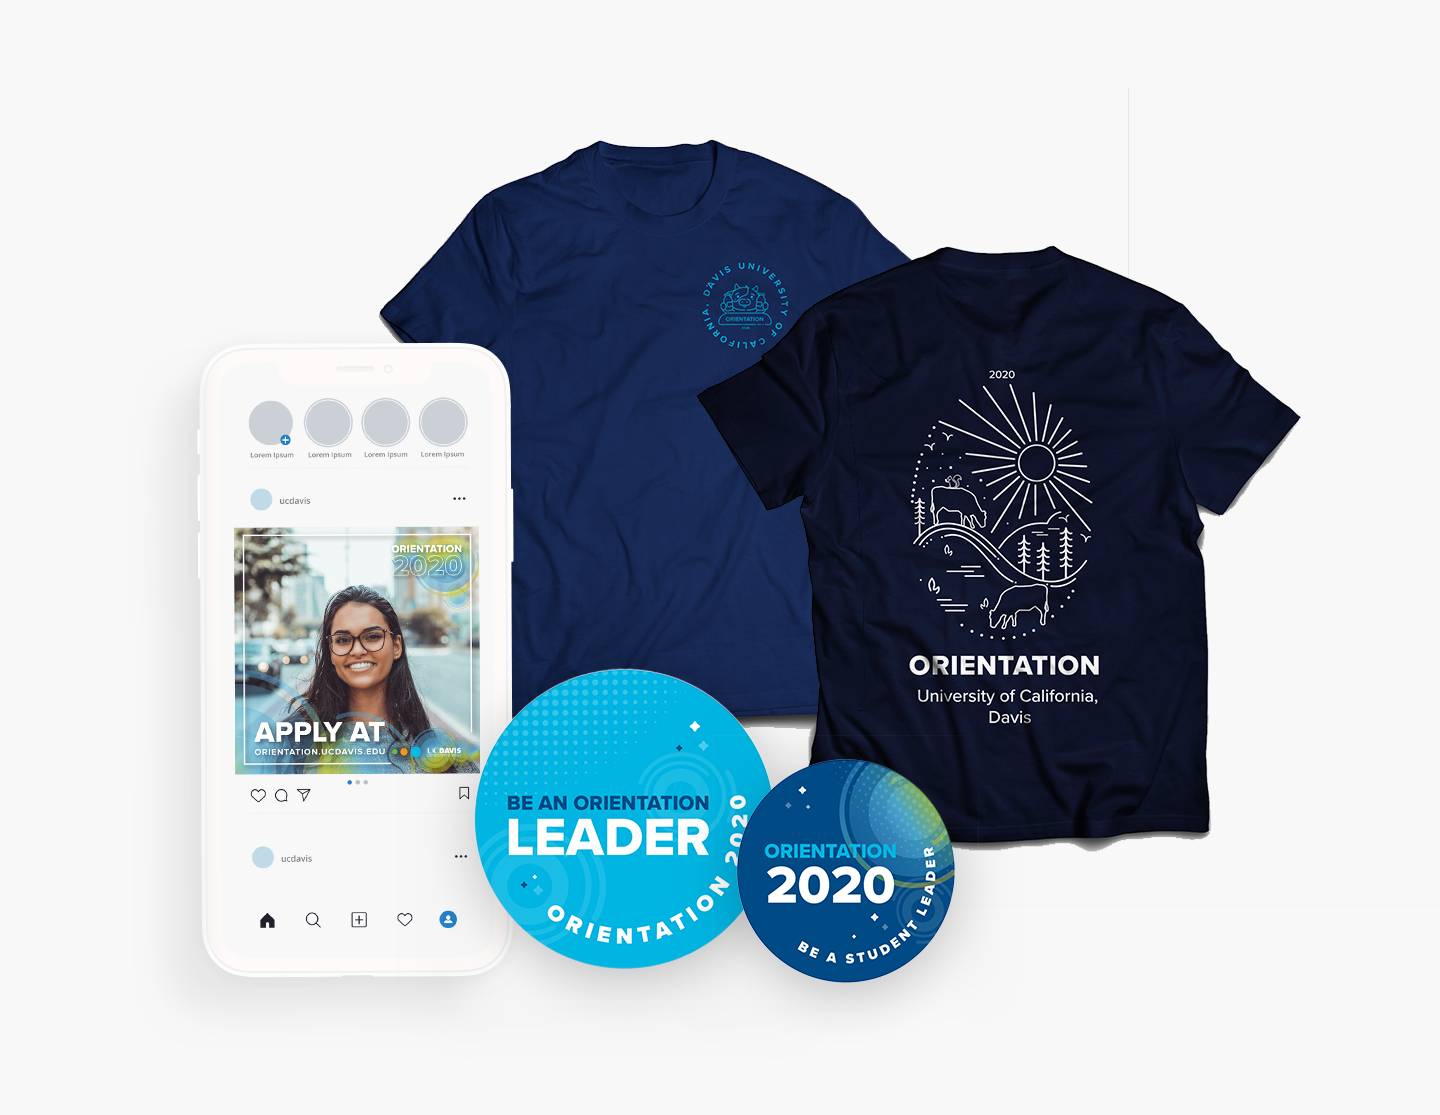 DAVIS UNIVERSITY OF CALIFORNIA.
ORIENTATION
2020
ORIENTATION
University of California,
Davis
Lorem Ipsum
Lorem Ipsum
Lorem Ipsum
Lorem Ipsum
ucdavis
ORIENTATION
2020
APPLY AT
ORIENTATION.UCDAVIS.EDU
UC DAVIS
ucdavis
BE AN ORIENTATION
LEADER
ORIENTATION 2020
ORIENTATION
2020
BE A STUDENT LEADER